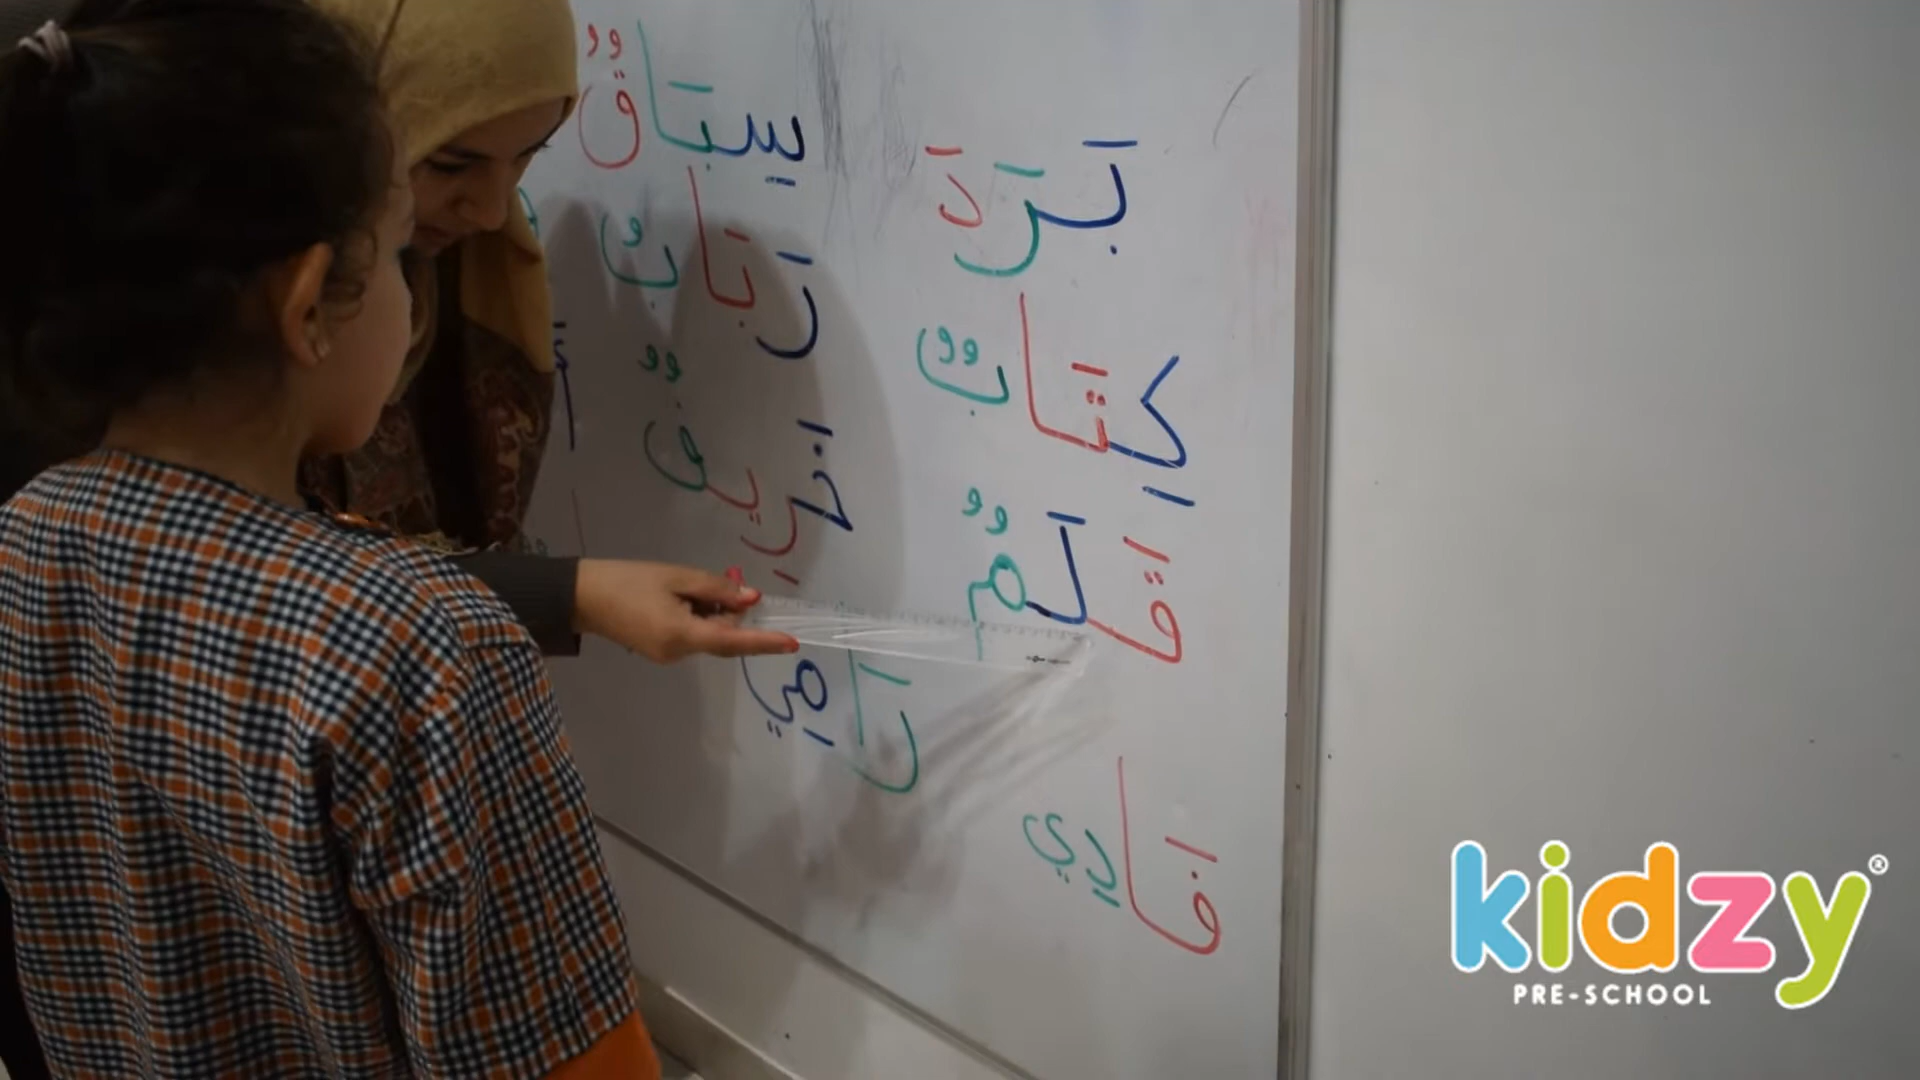 بَرَدَ
كِتَابٌ
قَلَمٌ
فَادِي
سِبَاقٌ
رَبَابُ
خَرِيفٌ
رَامِي
kidzy®
PRE-SCHOOL